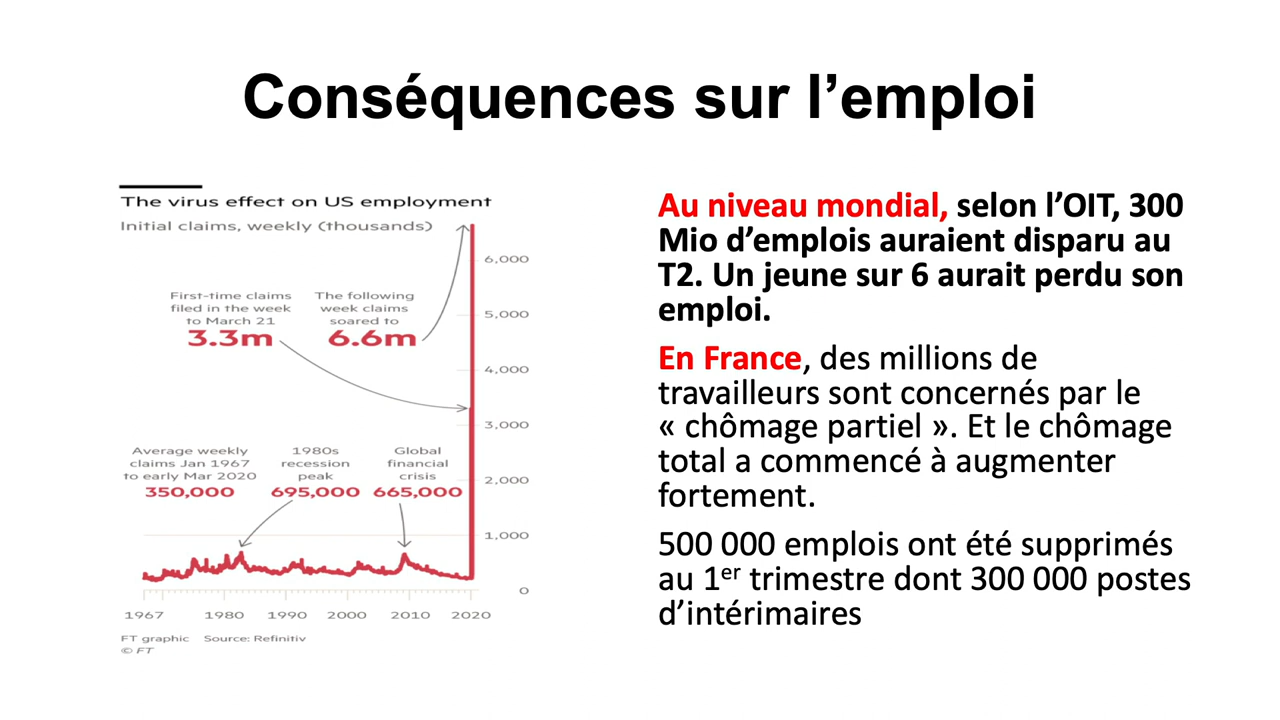 Conséquences sur l’emploi
The virus effect on US employment
Initial claims, weekly (thousands)
6,000
5,000
4,000
3,000
2,000
1,000
0
First-time claims
filed in the week
to March 21
3.3m
The following
week claims
soared to
6.6m
Average weekly
claims Jan 1967
to early Mar 2020
350,000
1980s
recession
peak
695,000
Global
financial
crisis
665,000
1967 1980 1990 2000 2010 2020
FT graphic Source: Refinitiv
© FT
Au niveau mondial, selon l’OIT, 300
Mio d’emplois auraient disparu au
T2. Un jeune sur 6 aurait perdu son
emploi.
En France, des millions de
travailleurs sont concernés par le
« chômage partiel ». Et le chômage
total a commencé à augmenter
fortement.
500 000 emplois ont été supprimés
au 1er trimestre dont 300 000 postes
d’intérimaires